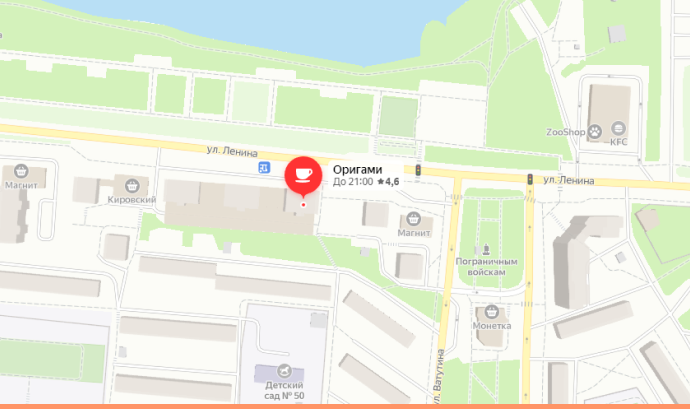 ZooShop
KFC
ул. Ленина
Оригами
До 21:00 ★4,6
ул. Ленина
Магнит
Кировский
Магнит
Пограничным
войскам
Монетка
ул. Ватутина
Детский
сад № 50